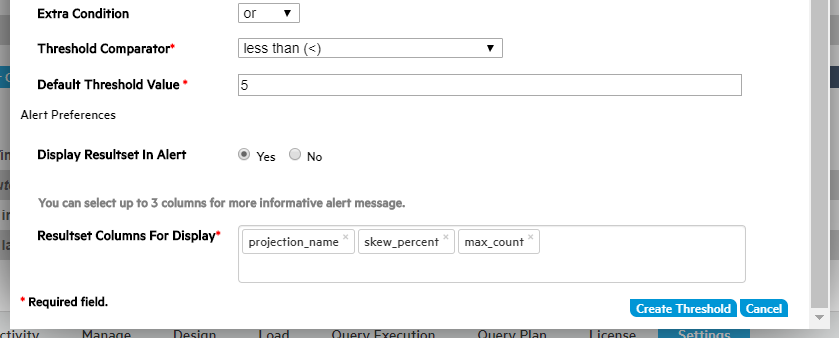 Extra Condition or
Threshold Comparator* less than (<)
Default Threshold Value * 5
Alert Preferences
Display Resultset In Alert Yes No
You can select up to 3 columns for more informative alert message.
Resultset Columns For Display* projection_name × skew_percent × max_count ×
* Required field.
Create Threshold Cancel
Manage Design Load Query Execution Query Plan License Settings